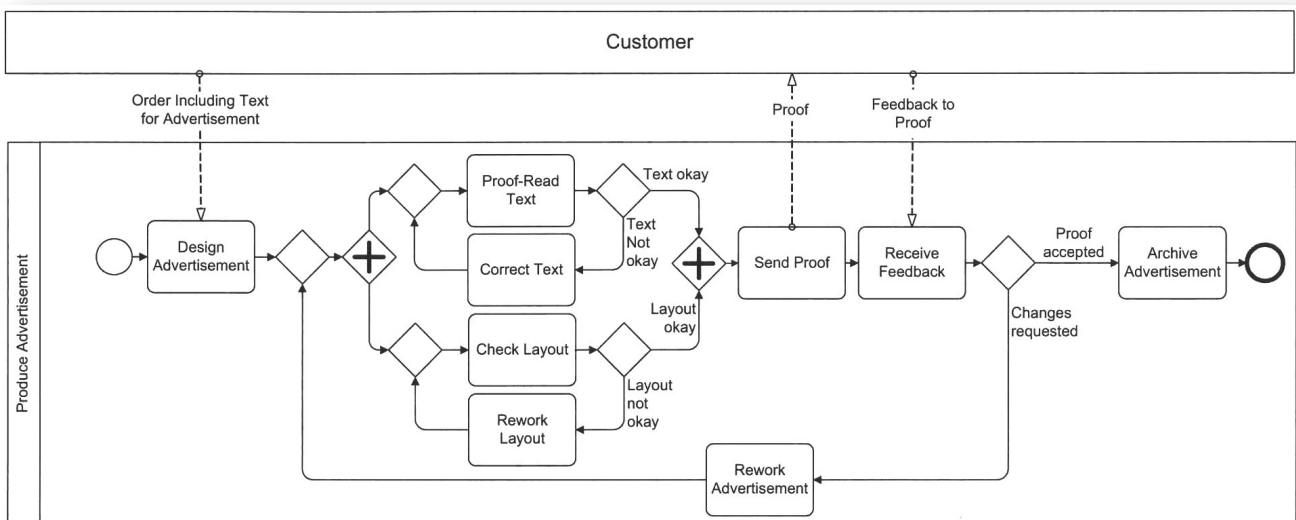 Customer
Order Including Text
for Advertisement
Proof
Feedback to
Proof
Produce Advertisement
Design
Advertisement
Proof-Read
Text
Text okay
Text
Not
okay
Correct Text
Check Layout
Layout
okay
Layout
not
okay
Rework
Layout
Send Proof
Receive
Feedback
Proof
accepted
Changes
requested
Archive
Advertisement
Rework
Advertisement